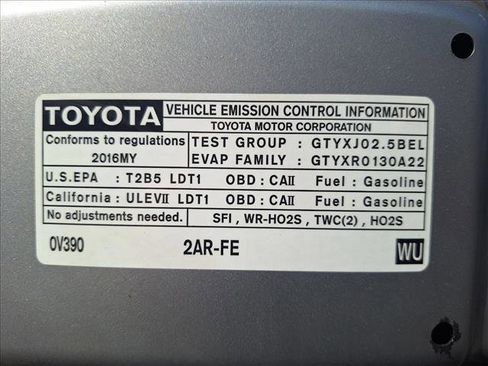 TOYOTA VEHICLE EMISSION CONTROL INFORMATION
TOYOTA MOTOR CORPORATION
Conforms to regulations
2016MY
TEST GROUP : GTYXJ02.5BEL
EVAP FAMILY : GTYXR0130A22
U.S.EPA : T2B5 LDT1 OBD : CAII Fuel : Gasoline
California : ULEVII LDT1 OBD : CAII Fuel : Gasoline
No adjustments needed. SFI, WR-HO2S, TWC(2), HO2S
0V390 2AR-FE WU